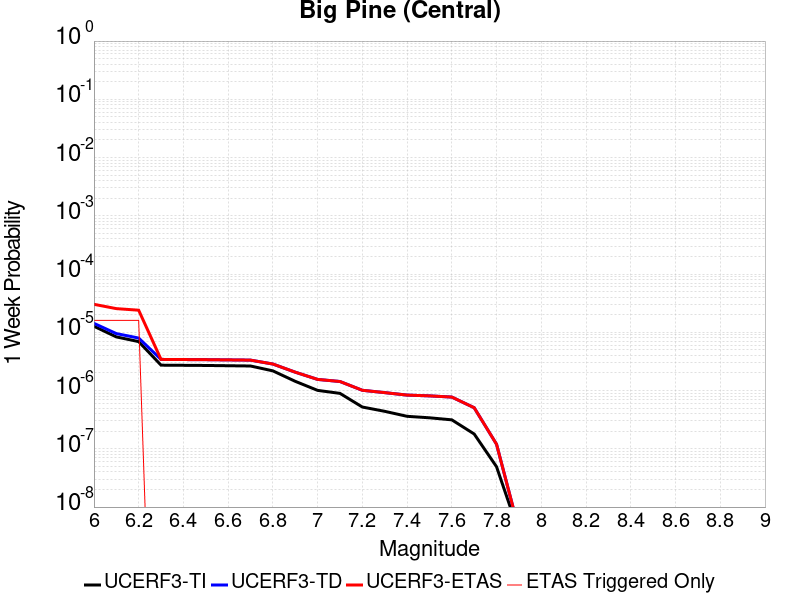 Big Pine (Central)
1 Week Probability
10^0
10^-1
10^-2
10^-3
10^-4
10^-5
10^-6
10^-7
10^-8
6 6.2 6.4 6.6 6.8 7 7.2 7.4 7.6 7.8 8 8.2 8.4 8.6 8.8 9
Magnitude
UCERF3-TI UCERF3-TD UCERF3-ETAS ETAS Triggered Only